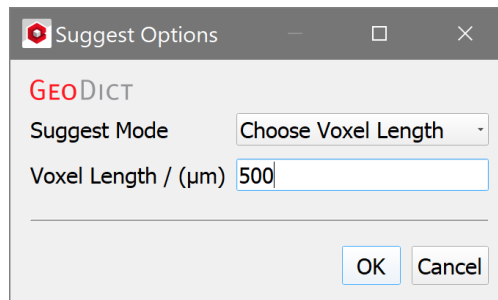 Suggest Options
GEODICT
Suggest Mode Choose Voxel Length
Voxel Length / (µm) 500
OK Cancel